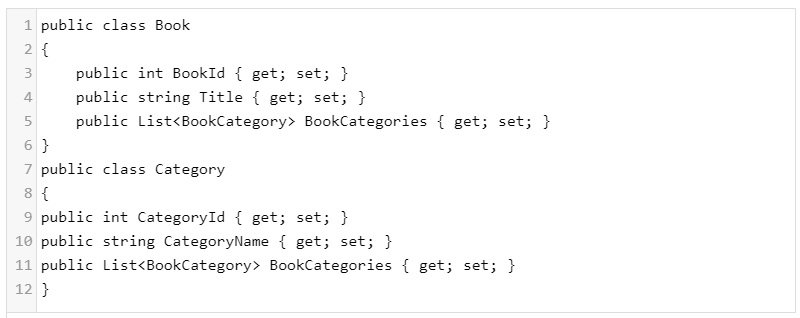 1 public class Book
2 {
3     public int BookId { get; set; }
4     public string Title { get; set; }
5     public List<BookCategory> BookCategories { get; set; }
6 }
7 public class Category
8 {
9 public int CategoryId { get; set; }
10 public string CategoryName { get; set; }
11 public List<BookCategory> BookCategories { get; set; }
12 }